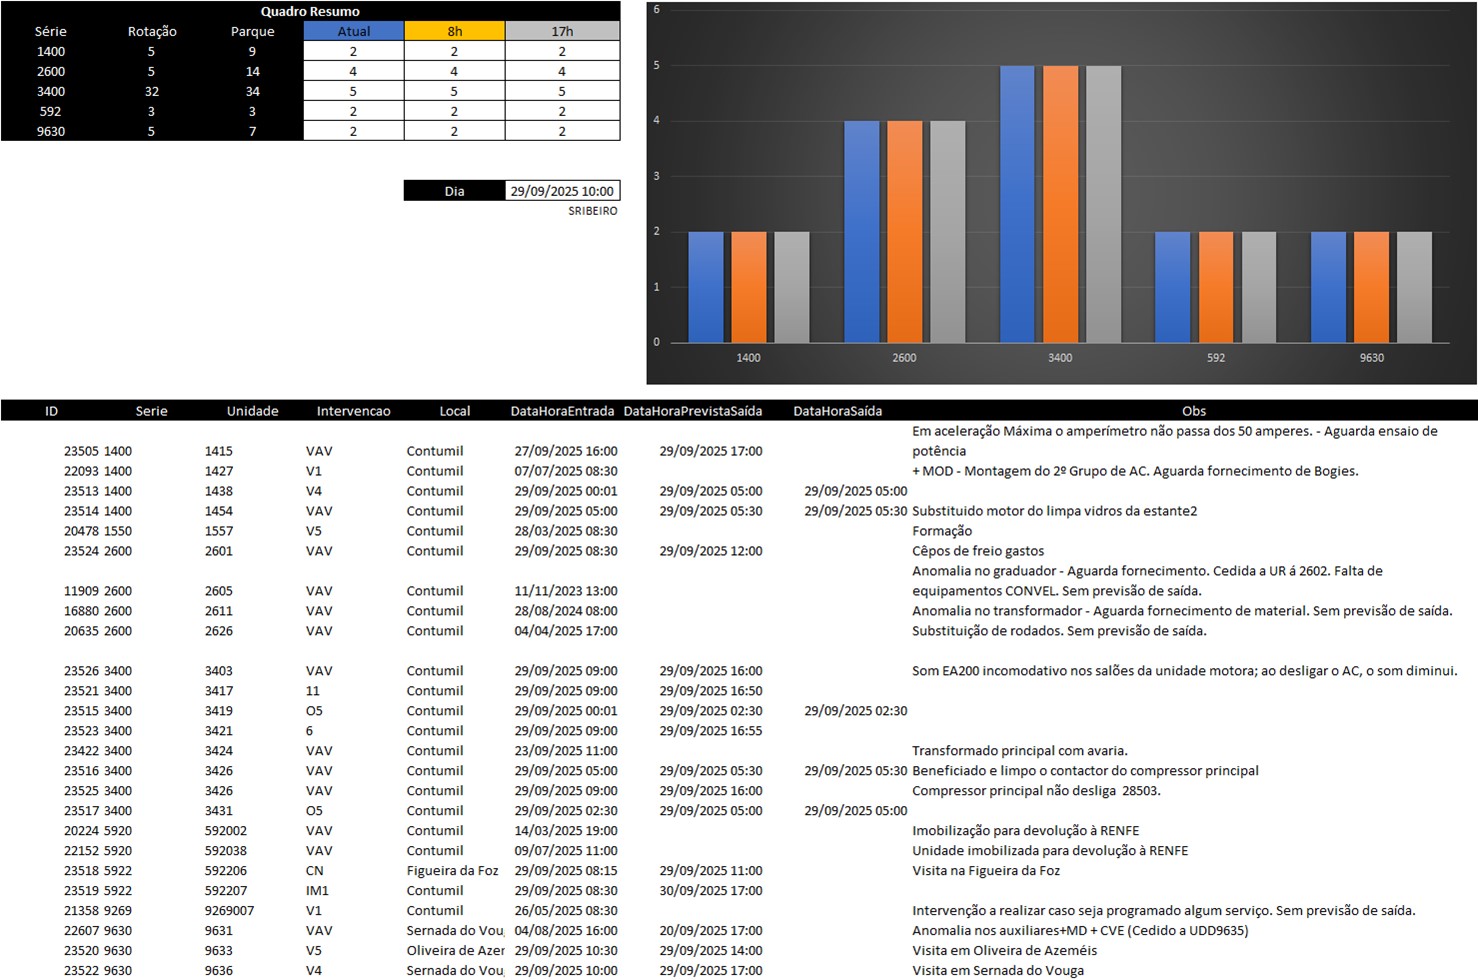 Quadro Resumo
Série Rotação Parque Atual 8h 17h
1400 5 9 2 2 2
2600 5 14 4 4 4
3400 32 34 5 5 5
592 3 3 2 2 2
9630 5 7 2 2 2
Dia 29/09/2025 10:00
SRIBEIRO
6
5
4
3
2
1
0
1400 2600 3400 592 9630
ID Serie Unidade Intervencao Local DataHoraEntrada DataHoraPrevistaSaída DataHoraSaída Obs
Em aceleração Máxima o amperímetro não passa dos 50 amperes. - Aguarda ensaio de
23505 1400 1415 VAV Contumil 27/09/2025 16:00 29/09/2025 17:00 potência
22093 1400 1427 V1 Contumil 07/07/2025 08:30 + MOD - Montagem do 2º Grupo de AC. Aguarda fornecimento de Bogies.
23513 1400 1438 V4 Contumil 29/09/2025 00:01 29/09/2025 05:00 29/09/2025 05:00
23514 1400 1454 VAV Contumil 29/09/2025 05:00 29/09/2025 05:30 29/09/2025 05:30 Substituido motor do limpa vidros da estante2
20478 1550 1557 V5 Contumil 28/03/2025 08:30 Formação
23524 2600 2601 VAV Contumil 29/09/2025 08:30 29/09/2025 12:00 Cêpos de freio gastos
Anomalia no graduador - Aguarda fornecimento. Cedida a UR á 2602. Falta de
11909 2600 2605 VAV Contumil 11/11/2023 13:00 equipamentos CONVEL. Sem previsão de saída.
16880 2600 2611 VAV Contumil 28/08/2024 08:00 Anomalia no transformador - Aguarda fornecimento de material. Sem previsão de saída.
20635 2600 2626 VAV Contumil 04/04/2025 17:00 Substituição de rodados. Sem previsão de saída.
23526 3400 3403 VAV Contumil 29/09/2025 09:00 29/09/2025 16:00 Som EA200 incomodativo nos salões da unidade motora; ao desligar o AC, o som diminui.
23521 3400 3417 11 Contumil 29/09/2025 09:00 29/09/2025 16:50
23515 3400 3419 O5 Contumil 29/09/2025 00:01 29/09/2025 02:30 29/09/2025 02:30
23523 3400 3421 6 Contumil 29/09/2025 09:00 29/09/2025 16:55
23422 3400 3424 VAV Contumil 23/09/2025 11:00 Transformado principal com avaria.
23516 3400 3426 VAV Contumil 29/09/2025 05:00 29/09/2025 05:30 29/09/2025 05:30 Beneficiado e limpo o contactor do compressor principal
23525 3400 3426 VAV Contumil 29/09/2025 09:00 29/09/2025 16:00 Compressor principal não desliga 28503.
23517 3400 3431 O5 Contumil 29/09/2025 02:30 29/09/2025 05:00 29/09/2025 05:00
20224 5920 592002 VAV Contumil 14/03/2025 19:00 Imobilização para devolução à RENFE
22152 5920 592038 VAV Contumil 09/07/2025 11:00 Unidade imobilizada para devolução à RENFE
23518 5922 592206 CN Figueira da Foz 29/09/2025 08:15 29/09/2025 11:00 Visita na Figueira da Foz
23519 5922 592207 IM1 Contumil 29/09/2025 08:30 30/09/2025 17:00
21358 9269 9269007 V1 Contumil 26/05/2025 08:30 Intervenção a realizar caso seja programado algum serviço. Sem previsão de saída.
22607 9630 9631 VAV Sernada do Vou 04/08/2025 16:00 20/09/2025 17:00 Anomalia nos auxiliares+MD + CVE (Cedido a UDD9635)
23520 9630 9633 V5 Oliveira de Azer 29/09/2025 10:30 29/09/2025 14:00 Visita em Oliveira de Azeméis
23522 9630 9636 V4 Sernada do Vou 29/09/2025 10:00 29/09/2025 17:00 Visita em Sernada do Vouga